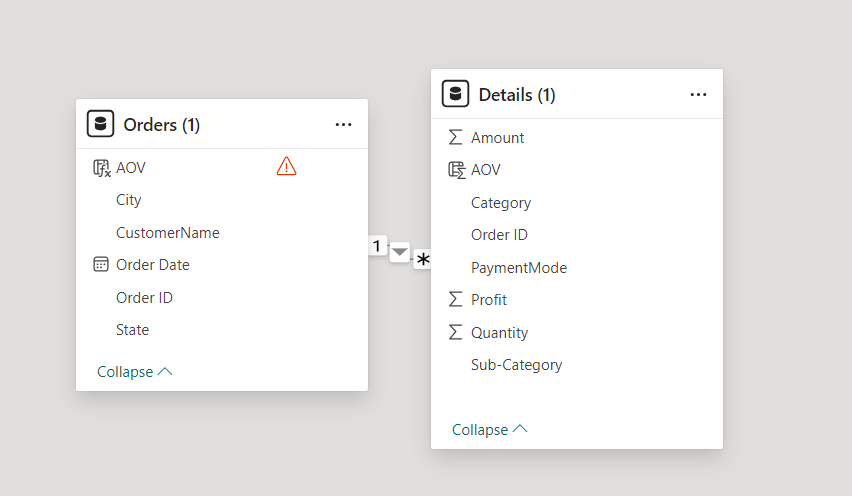 Orders (1)
AOV
City
CustomerName
Order Date
Order ID
State
Collapse
1
*
Details (1)
Amount
AOV
Category
Order ID
PaymentMode
Profit
Quantity
Sub-Category
Collapse